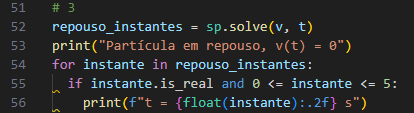 51 # 3
52 repouso_instantes = sp.solve(v, t)
53 print("Partícula em repouso, v(t) = 0")
54 for instante in repouso_instantes:
55   if instante.is_real and 0 <= instante <= 5:
56     print(f"t = {float(instante):.2f} s")